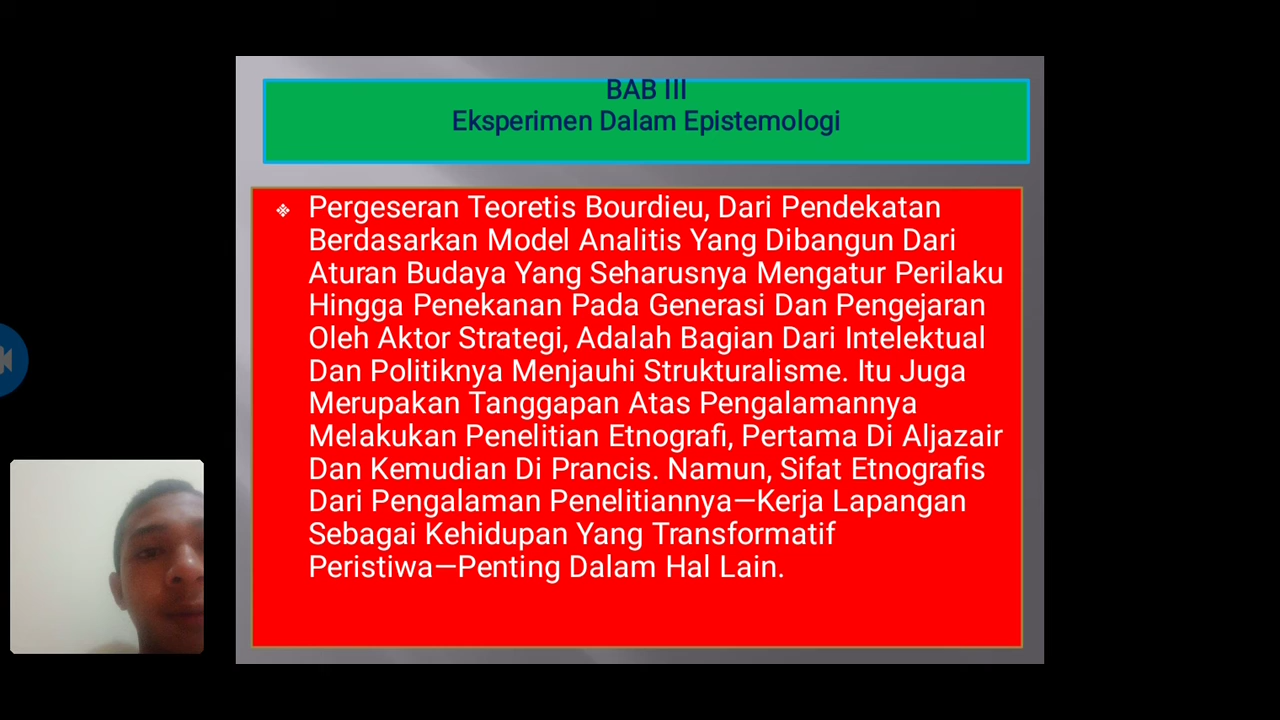 BAB III
Eksperimen Dalam Epistemologi
❖ Pergeseran Teoretis Bourdieu, Dari Pendekatan
Berdasarkan Model Analitis Yang Dibangun Dari
Aturan Budaya Yang Seharusnya Mengatur Perilaku
Hingga Penekanan Pada Generasi Dan Pengejaran
Oleh Aktor Strategi, Adalah Bagian Dari Intelektual
Dan Politiknya Menjauhi Strukturalisme. Itu Juga
Merupakan Tanggapan Atas Pengalamannya
Melakukan Penelitian Etnografi, Pertama Di Aljazair
Dan Kemudian Di Prancis. Namun, Sifat Etnografis
Dari Pengalaman Penelitiannya—Kerja Lapangan
Sebagai Kehidupan Yang Transformatif
Peristiwa—Penting Dalam Hal Lain.